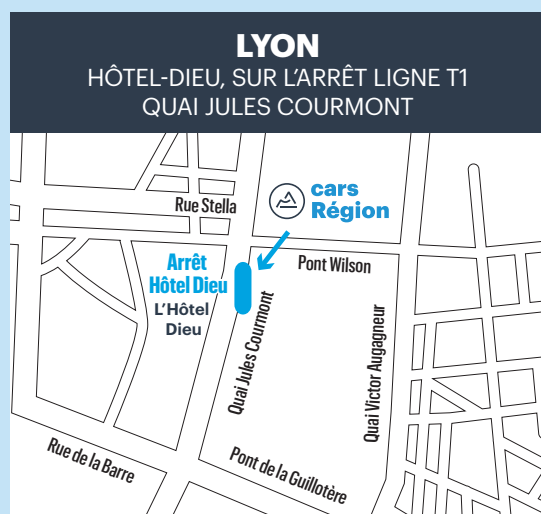 LYON
HÔTEL-DIEU, SUR L'ARRÊT LIGNE T1
QUAI JULES COURMONT
cars
Région
Rue Stella
Arrêt
Hôtel Dieu
L'Hôtel
Dieu
Pont Wilson
Quai Jules Courmont
Quai Victor Augagneur
Rue de la Barre
Pont de la Guillotère